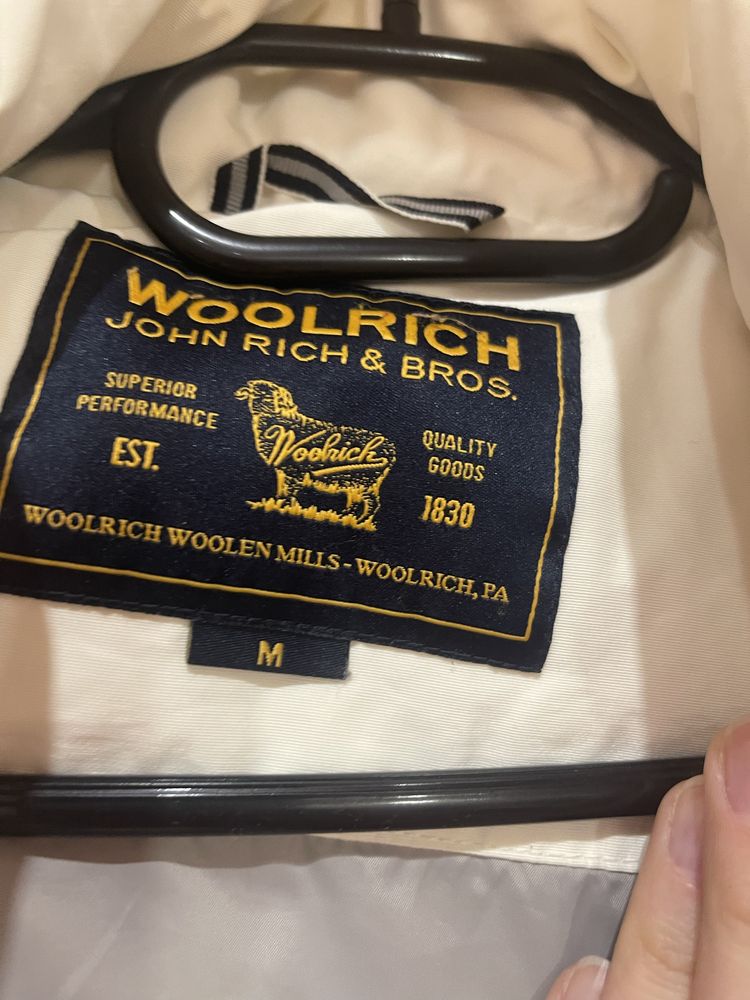 WOOLRICH
JOHN RICH & BROS.
SUPERIOR
PERFORMANCE
EST.
Woolrich
QUALITY
GOODS
1830
WOOLRICH WOOLEN MILLS - WOOLRICH, PA
M